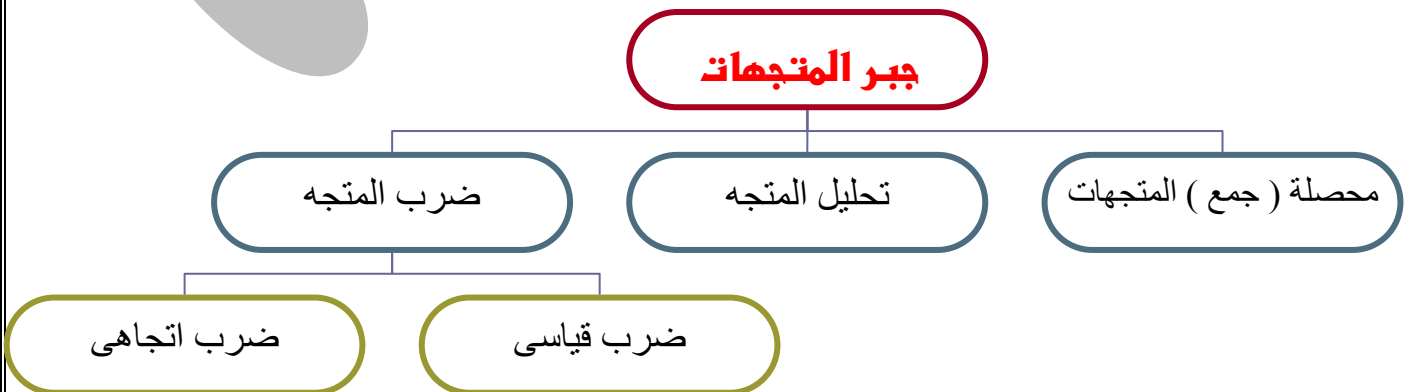 جبر المتجهات
محصلة ( جمع ) المتجهات
تحليل المتجه
ضرب المتجه
ضرب قياسى
ضرب اتجاهى